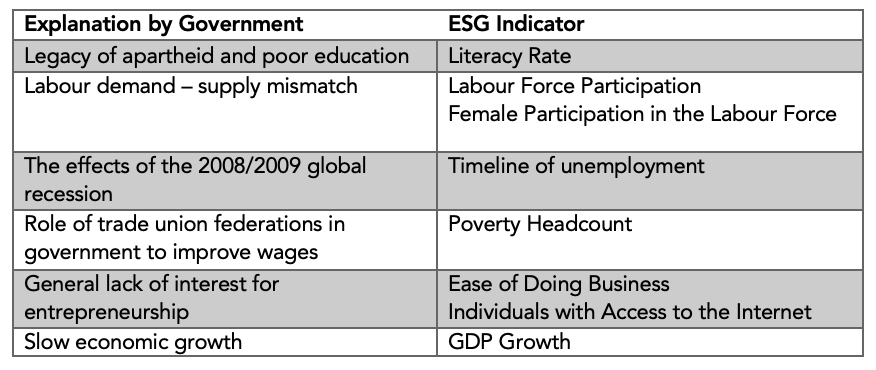 Explanation by Government ESG Indicator
Legacy of apartheid and poor education Literacy Rate
Labour demand – supply mismatch Labour Force Participation
Female Participation in the Labour Force
The effects of the 2008/2009 global Timeline of unemployment
recession
Role of trade union federations in Poverty Headcount
government to improve wages
General lack of interest for Ease of Doing Business
entrepreneurship Individuals with Access to the Internet
Slow economic growth GDP Growth